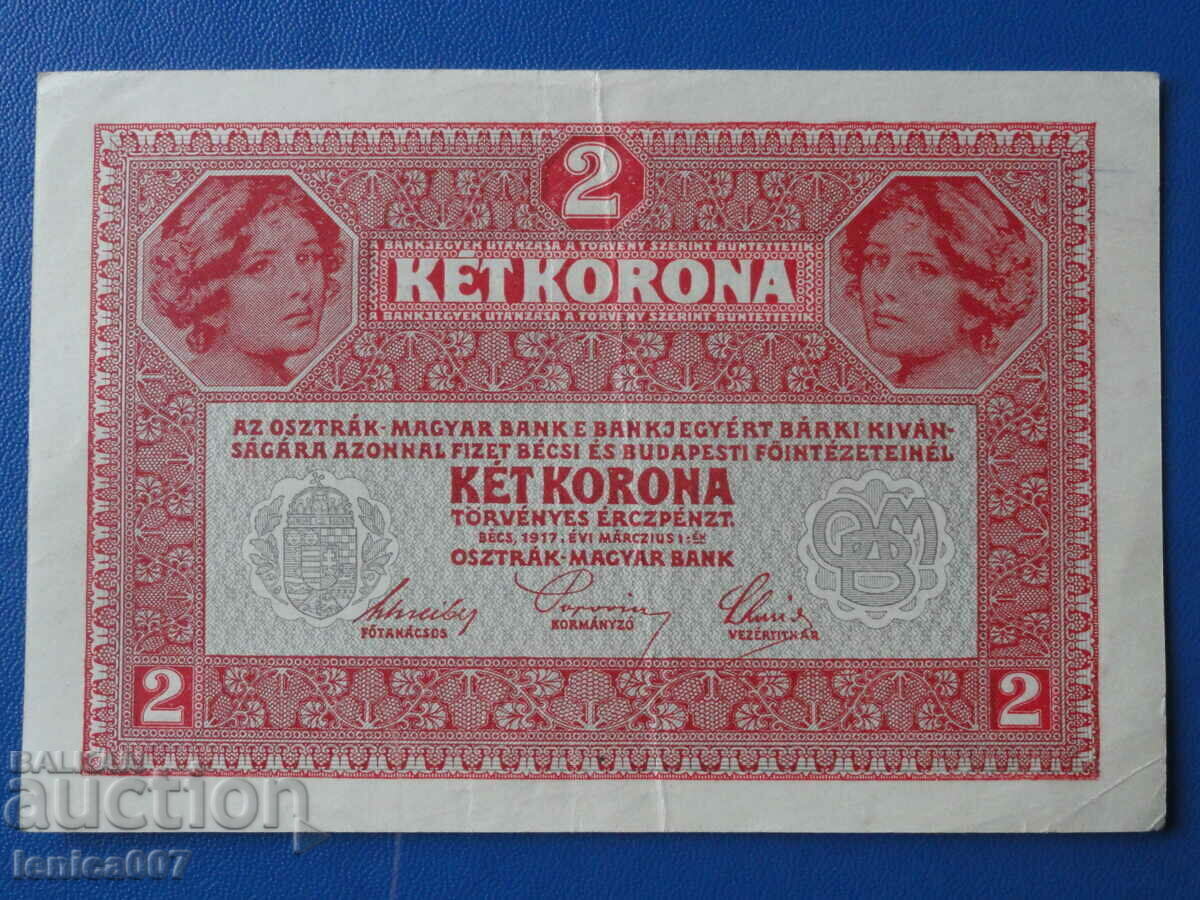 2
BANKJEGYEK UTÁNZÁSA A TÖRVÉNY SZERINT BÜNTETTETIK
KÉT KORONA
BANKJEGYEK UTÁNZÁSA A TÖRVÉNY SZERINT BÜNTETTETIK
AZ OSZTRÁK-MAGYAR BANK E BANKJEGYÉRT BÁRKI KIVÁN-
SÁGÁRA AZONNAL FIZET BÉCSI ÉS BUDAPESTI FŐINTÉZETEINÉL
KÉT KORONA
TÖRVÉNYES ÉRCZPÉNZT.
BÉCS, 1917. ÉVI MÁRCZIUS 1:ÉN
OSZTRÁK-MAGYAR BANK
FŐTANÁCSOS KORMÁNYZÓ VEZÉRTITKÁR
2 2
BALKAN
auction
lenica007